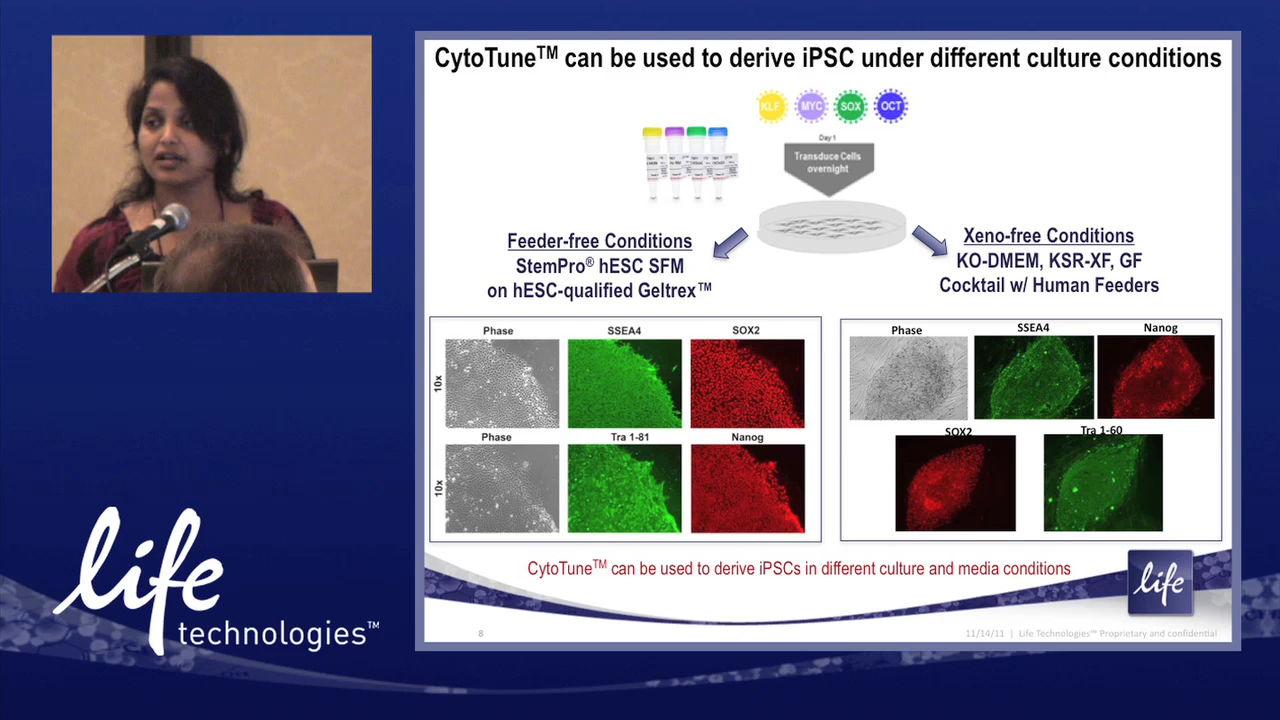 CytoTune™ can be used to derive iPSC under different culture conditions
KLF
MYC
SOX
OCT
Day 1
Transduce Cells
overnight
Feeder-free Conditions
StemPro® hESC SFM
on hESC-qualified Geltrex™
Xeno-free Conditions
KO-DMEM, KSR-XF, GF
Cocktail w/ Human Feeders
Phase
SSEA4
SOX2
10x
Phase
Tra 1-81
Nanog
10x
Phase
SSEA4
Nanog
SOX2
Tra 1-60
CytoTune™ can be used to derive iPSCs in different culture and media conditions
life
8
11/14/11 | Life Technologies™ Proprietary and confidential
life
technologies™